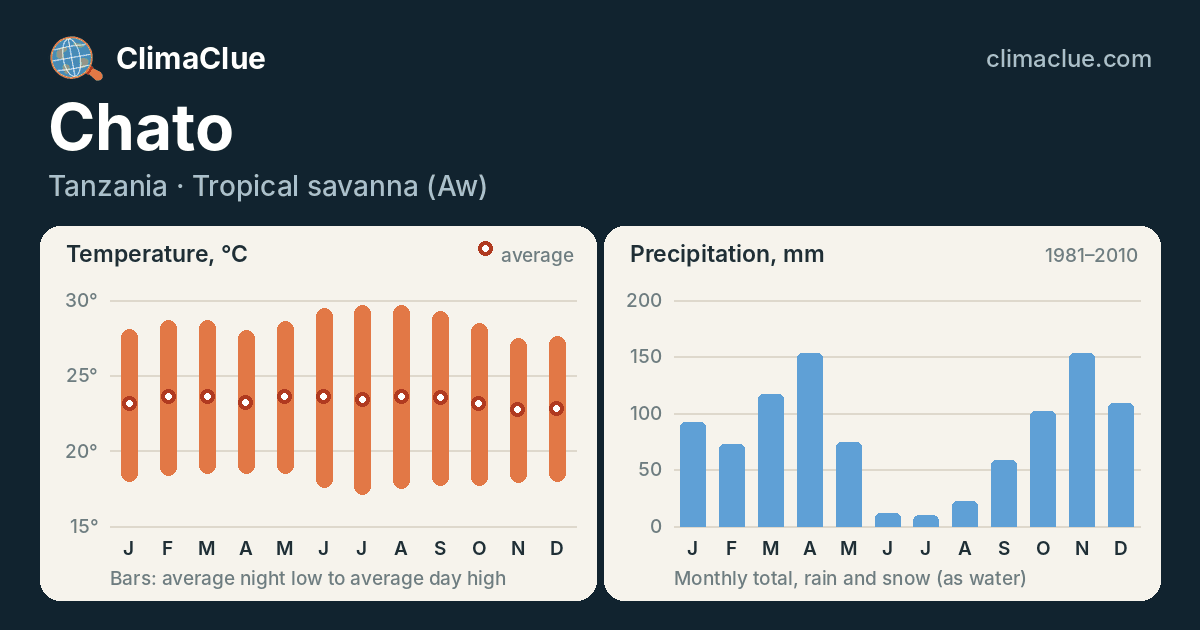 ClimaClue
climaclue.com
Chato
Tanzania · Tropical savanna (Aw)
Temperature, °C
average
30°
25°
20°
15°
J F M A M J J A S O N D
Bars: average night low to average day high
Precipitation, mm
1981–2010
200
150
100
50
0
J F M A M J J A S O N D
Monthly total, rain and snow (as water)